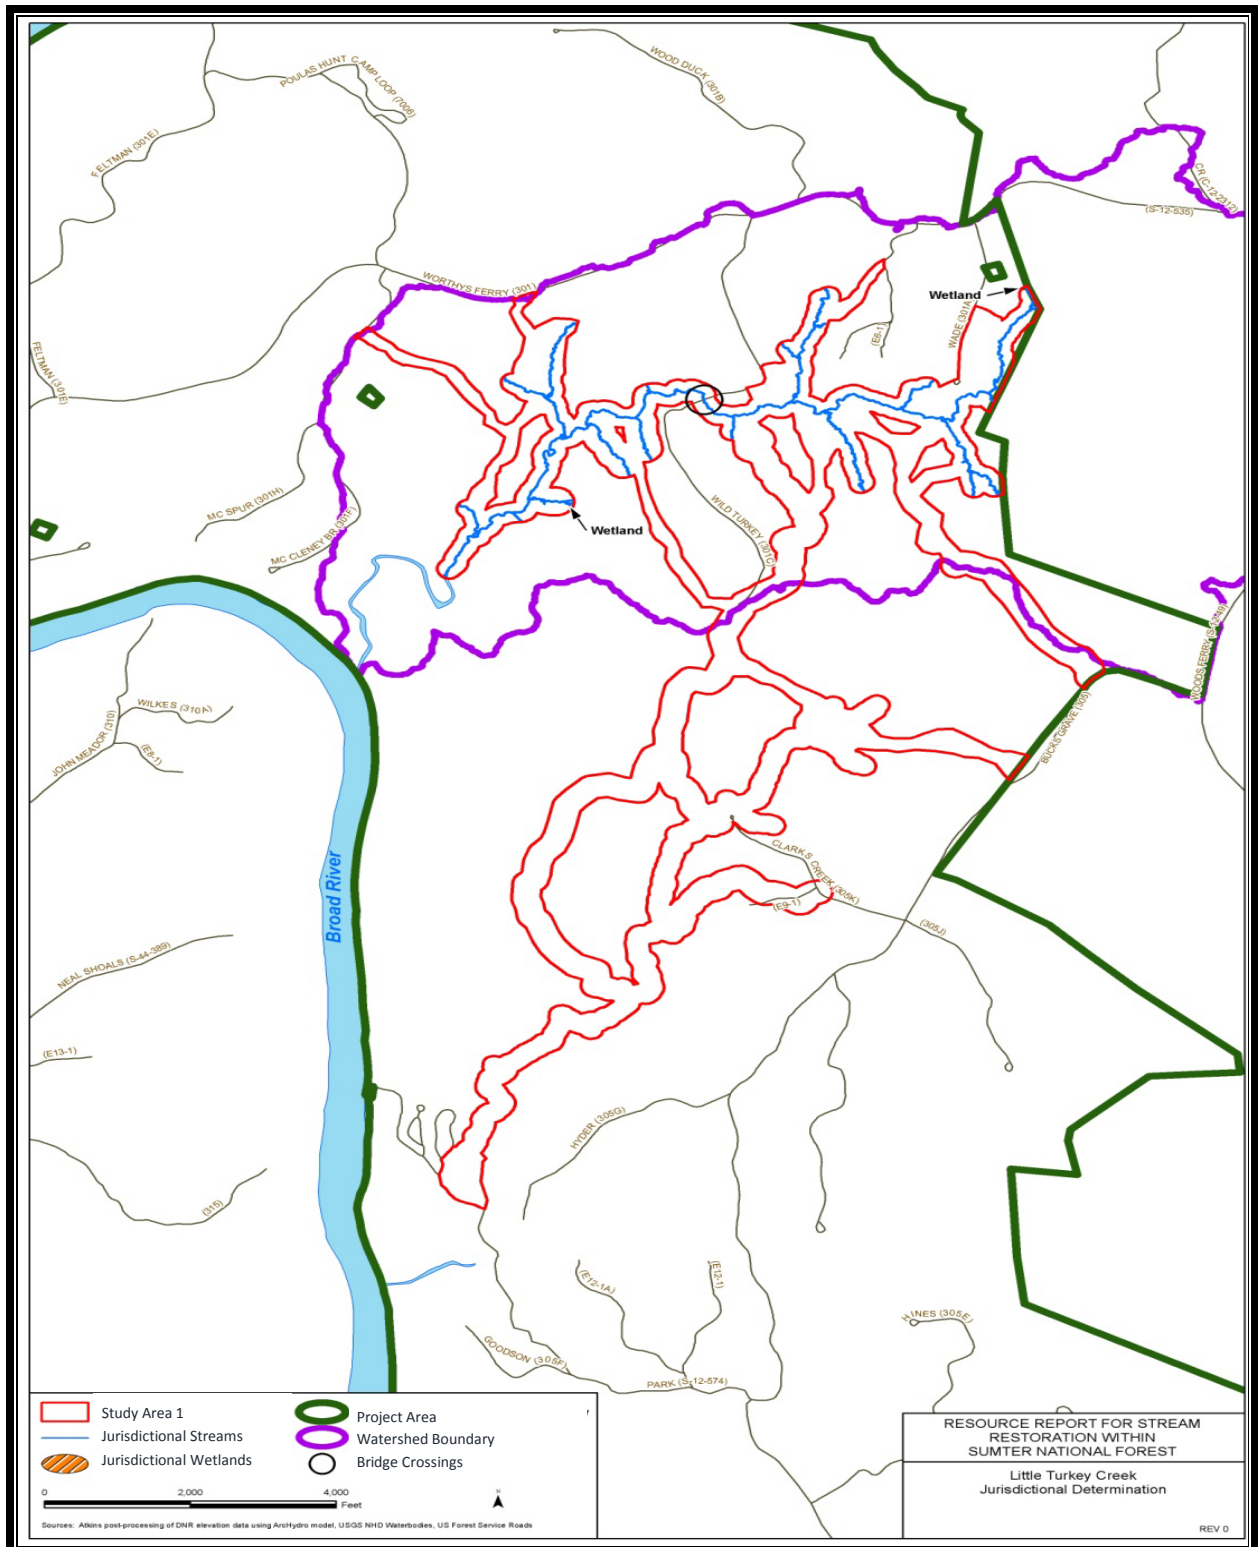 POULAS HUNT CAMP LOOP (7006)
WOOD DUCK (301B)
FELTMAN (301E)
CR (C-12-2312)
(S-12-535)
WORTHYS FERRY (301)
Wetland
WADE (301A)
(E6-1)
FELTMAN (301E)
MC SPUR (301H)
MC CLENEY BR (301F)
Wetland
WILD TURKEY (301C)
WOODS FERRY (S-12-49)
WILKES (310A)
JOHN MEADOR (310)
(E8-1)
BUCKS GRAVE (305)
Broad River
CLARKS CREEK (305K)
(E9-1)
(305J)
NEAL SHOALS (S-44-389)
(E13-1)
HYDER (305G)
(315)
(E12-1A)
(E12-1)
HINES (305E)
GOODSON (305F)
PARK (S-12-574)
Study Area 1
Jurisdictional Streams
Jurisdictional Wetlands
Project Area
Watershed Boundary
Bridge Crossings
0 2,000 4,000
Feet
N
Sources: Atkins post-processing of DNR elevation data using ArcHydro model, USGS NHD Waterbodies, US Forest Service Roads
RESOURCE REPORT FOR STREAM
RESTORATION WITHIN
SUMTER NATIONAL FOREST
Little Turkey Creek
Jurisdictional Determination
REV 0